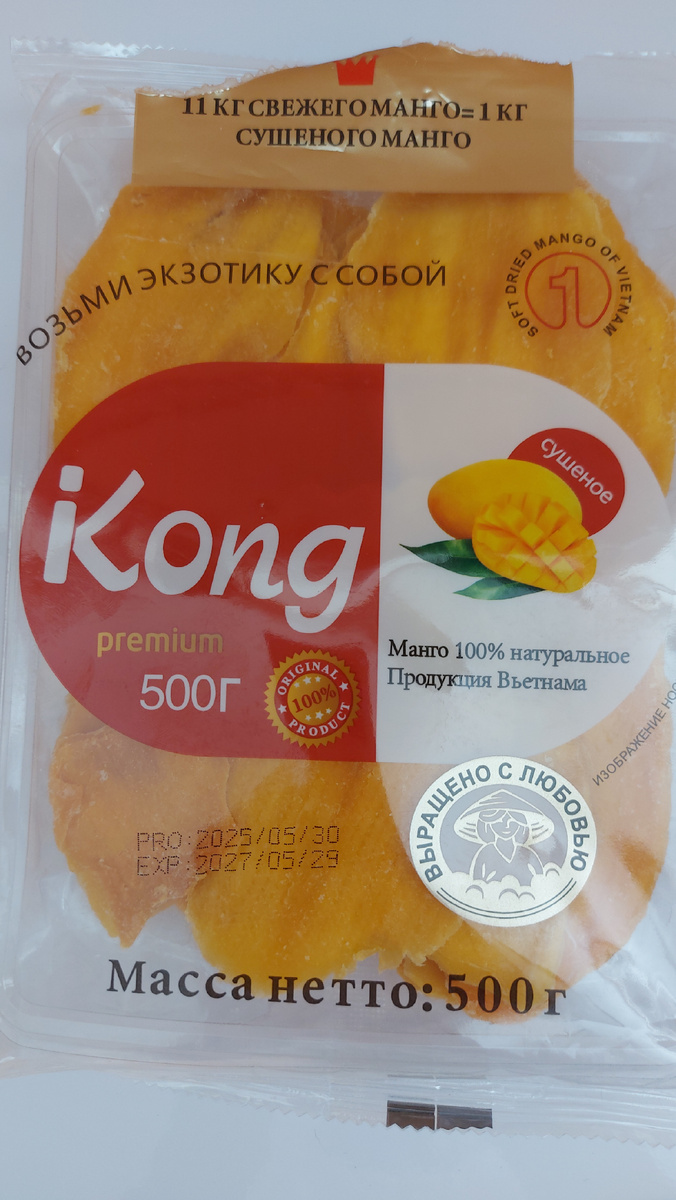 11 КГ СВЕЖЕГО МАНГО= 1 КГ
СУШЕНОГО МАНГО
ВОЗЬМИ ЭКЗОТИКУ С СОБОЙ
SOFT DRIED MANGO OF VIETNAM
1
сушеное
iKong
premium
500Г
ORIGINAL
100%
PRODUCT
Манго 100% натуральное
Продукция Вьетнама
ИЗОБРАЖЕНИЕ
ВЫРАЩЕНО С ЛЮБОВЬЮ
PRO:2025/05/30
EXP:2027/05/29
Масса нетто: 500 г